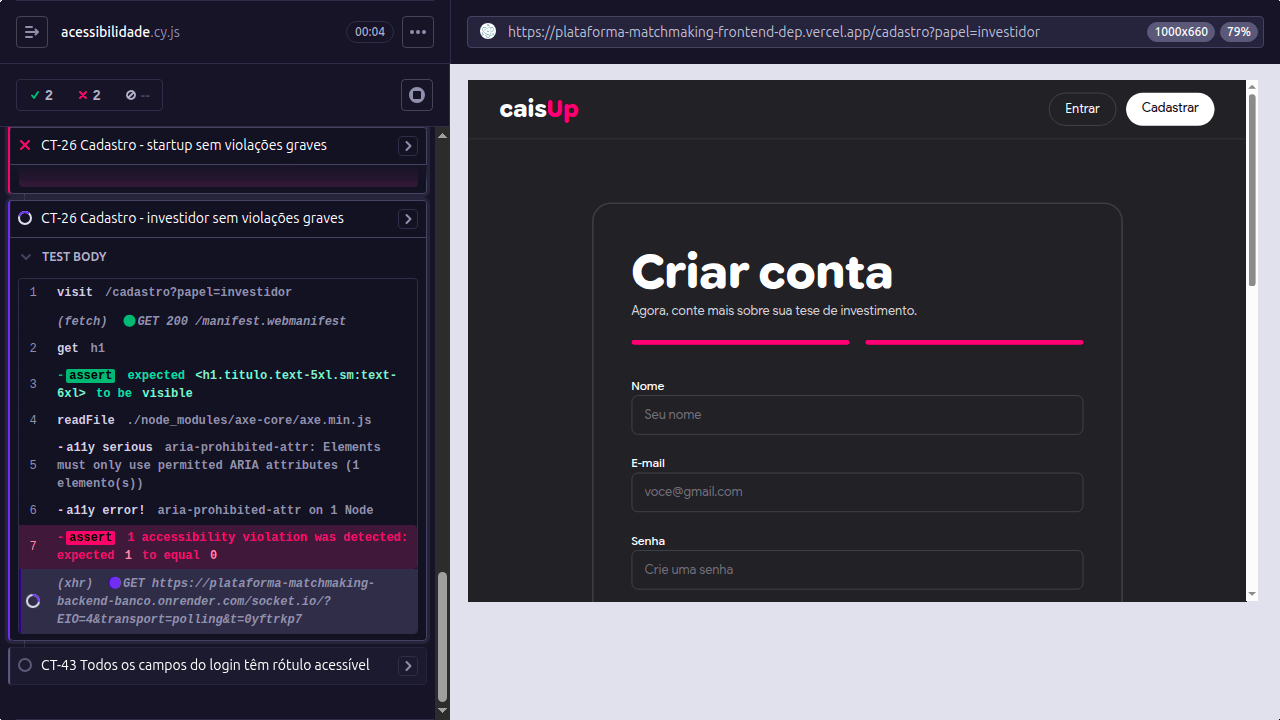 acessibilidade.cy.js
00:04
2
2
--
CT-26 Cadastro - startup sem violações graves
CT-26 Cadastro - investidor sem violações graves
TEST BODY
1 visit /cadastro?papel=investidor
(fetch) GET 200 /manifest.webmanifest
2 get h1
3 -assert expected <h1.titulo.text-5xl.sm:text-
6xl> to be visible
4 readFile ./node_modules/axe-core/axe.min.js
5 -a11y serious aria-prohibited-attr: Elements
must only use permitted ARIA attributes (1
elemento(s))
6 -a11y error! aria-prohibited-attr on 1 Node
7 -assert 1 accessibility violation was detected:
expected 1 to equal 0
(xhr) GET https://plataforma-matchmaking-
backend-banco.onrender.com/socket.io/?
EIO=4&transport=polling&t=0yftrkp7
CT-43 Todos os campos do login têm rótulo acessível
https://plataforma-matchmaking-frontend-dep.vercel.app/cadastro?papel=investidor
1000x660
79%
caisUp
Entrar
Cadastrar
Criar conta
Agora, conte mais sobre sua tese de investimento.
Nome
Seu nome
E-mail
voce@gmail.com
Senha
Crie uma senha